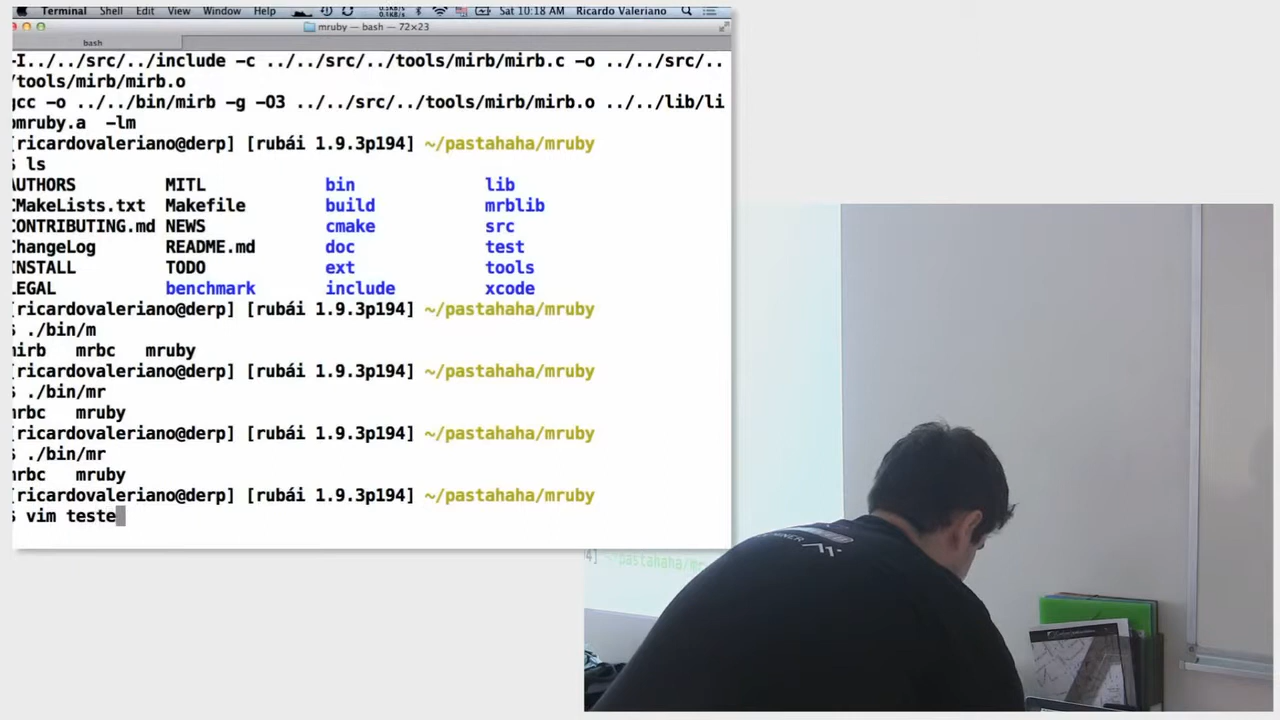 Terminal Shell Edit View Window Help Sat 10:18 AM Ricardo Valeriano
mruby — bash — 72×23
bash
-I../../src/../include -c ../../src/../tools/mirb/mirb.c -o ../../src/..
/tools/mirb/mirb.o
gcc -o ../../bin/mirb -g -O3 ../../src/../tools/mirb/mirb.o ../../lib/li
bmruby.a -lm
[ricardovaleriano@derp] [rubái 1.9.3p194] ~/pastahaha/mruby
$ ls
AUTHORS MITL bin lib
CMakeLists.txt Makefile build mrblib
CONTRIBUTING.md NEWS cmake src
ChangeLog README.md doc test
INSTALL TODO ext tools
LEGAL benchmark include xcode
[ricardovaleriano@derp] [rubái 1.9.3p194] ~/pastahaha/mruby
$ ./bin/m
mirb mrbc mruby
[ricardovaleriano@derp] [rubái 1.9.3p194] ~/pastahaha/mruby
$ ./bin/mr
mrbc mruby
[ricardovaleriano@derp] [rubái 1.9.3p194] ~/pastahaha/mruby
$ ./bin/mr
mrbc mruby
[ricardovaleriano@derp] [rubái 1.9.3p194] ~/pastahaha/mruby
$ vim teste
4] ~/pastahaha/mr